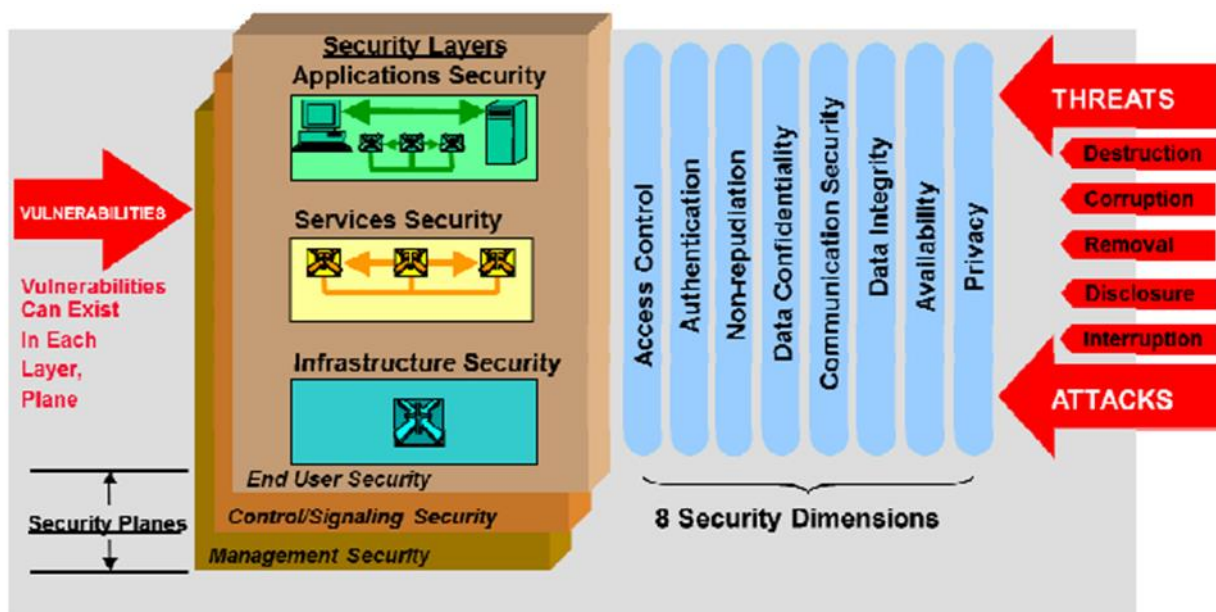 Security Layers
Applications Security
Services Security
Infrastructure Security
End User Security
Control/Signaling Security
Management Security
VULNERABILITIES
Vulnerabilities
Can Exist
In Each
Layer,
Plane
Security Planes
Access Control
Authentication
Non-repudiation
Data Confidentiality
Communication Security
Data Integrity
Availability
Privacy
8 Security Dimensions
THREATS
Destruction
Corruption
Removal
Disclosure
Interruption
ATTACKS